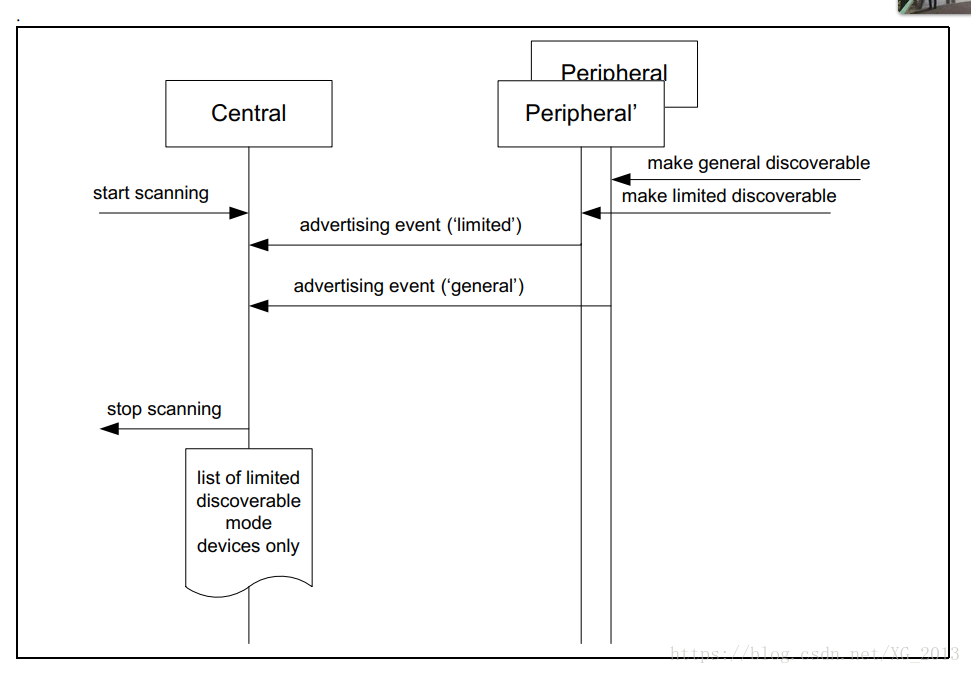 .
Peripheral
Central
Peripheral’
make general discoverable
start scanning
make limited discoverable
advertising event (‘limited’)
advertising event (‘general’)
stop scanning
list of limited
discoverable
mode
devices only
https://blog.csdn.net/XG_2013